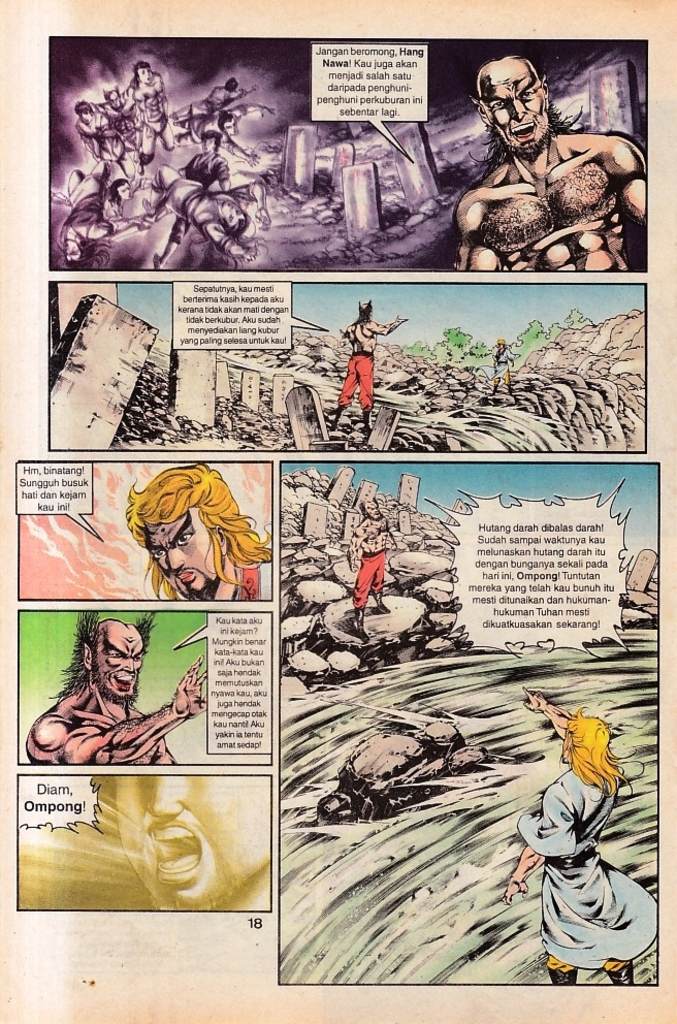 Jangan beromong, Hang
Nawa! Kau juga akan
menjadi salah satu
daripada penghuni-
penghuni perkuburan ini
sebentar lagi.
Sepatutnya, kau mesti
berterima kasih kepada aku
kerana tidak akan mati dengan
tidak berkubur. Aku sudah
menyediakan liang kubur
yang paling selesa untuk kau!
Hm, binatang!
Sungguh busuk
hati dan kejam
kau ini!
Kau kata aku
ini kejam?
Mungkin benar
kata-kata kau
ini! Aku bukan
saja hendak
memutuskan
nyawa kau, aku
juga hendak
mengecap otak
kau nanti! Aku
yakin ia tentu
amat sedap!
Diam,
Ompong!
Hutang darah dibalas darah!
Sudah sampai waktunya kau
melunaskan hutang darah itu
dengan bunganya sekali pada
hari ini, Ompong! Tuntutan
mereka yang telah kau bunuh itu
mesti ditunaikan dan hukuman-
hukuman Tuhan mesti
dikuatkuasakan sekarang!
18